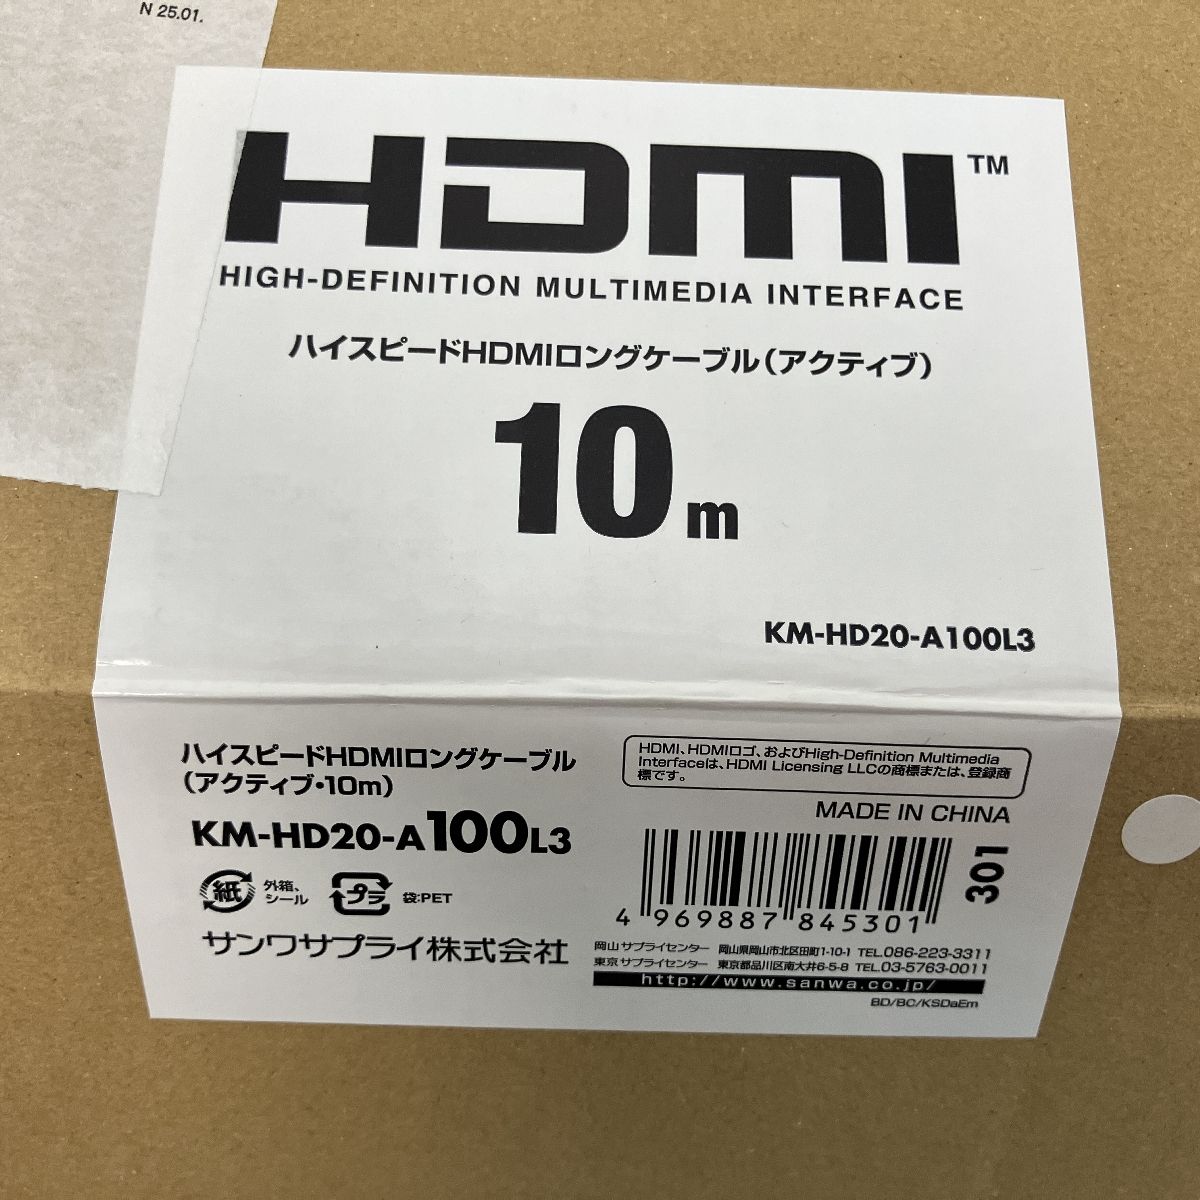 N 25.01.
HDMI™
HIGH-DEFINITION MULTIMEDIA INTERFACE
ハイスピードHDMIロングケーブル(アクティブ)
10m
KM-HD20-A100L3
ハイスピードHDMIロングケーブル
(アクティブ・10m)
KM-HD20-A100L3
紙 外箱、
シール
プラ 袋:PET
サンワサプライ株式会社
HDMI、HDMIロゴ、およびHigh-Definition Multimedia
Interfaceは、HDMI Licensing LLCの商標または、登録商
標です。
MADE IN CHINA
301
4 969887 845301
岡山サプライセンター 岡山県岡山市北区田町1-10-1 TEL.086-223-3311
東京サプライセンター 東京都品川区南大井6-5-8 TEL.03-5763-0011
http://www.sanwa.co.jp/
BD/BC/KSDaEm